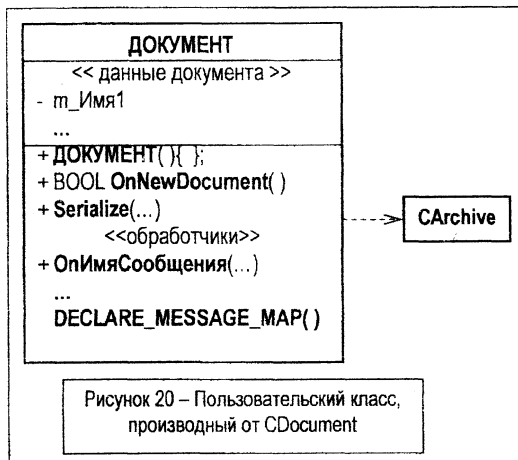 ДОКУМЕНТ
<< данные документа >>
- m_Имя1
...
+ ДОКУМЕНТ( ){ };
+ BOOL OnNewDocument( )
+ Serialize(...)
<<обработчики>>
+ OnИмяСообщения(...)
...
DECLARE_MESSAGE_MAP( )
CArchive
Рисунок 20 – Пользовательский класс,
производный от CDocument